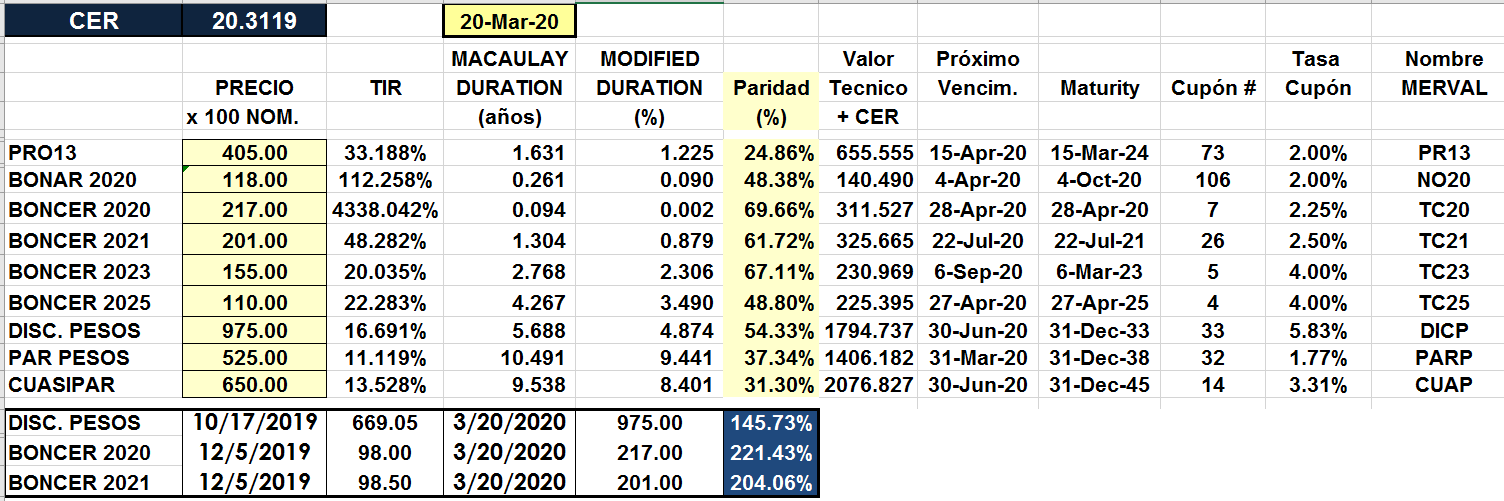 CER 20.3119 20-Mar-20
MACAULAY MODIFIED Valor Próximo Tasa Nombre
PRECIO TIR DURATION DURATION Paridad Tecnico Vencim. Maturity Cupón # Cupón MERVAL
x 100 NOM. (años) (%) (%) + CER
PRO13 405.00 33.188% 1.631 1.225 24.86% 655.555 15-Apr-20 15-Mar-24 73 2.00% PR13
BONAR 2020 118.00 112.258% 0.261 0.090 48.38% 140.490 4-Apr-20 4-Oct-20 106 2.00% NO20
BONCER 2020 217.00 4338.042% 0.094 0.002 69.66% 311.527 28-Apr-20 28-Apr-20 7 2.25% TC20
BONCER 2021 201.00 48.282% 1.304 0.879 61.72% 325.665 22-Jul-20 22-Jul-21 26 2.50% TC21
BONCER 2023 155.00 20.035% 2.768 2.306 67.11% 230.969 6-Sep-20 6-Mar-23 5 4.00% TC23
BONCER 2025 110.00 22.283% 4.267 3.490 48.80% 225.395 27-Apr-20 27-Apr-25 4 4.00% TC25
DISC. PESOS 975.00 16.691% 5.688 4.874 54.33% 1794.737 30-Jun-20 31-Dec-33 33 5.83% DICP
PAR PESOS 525.00 11.119% 10.491 9.441 37.34% 1406.182 31-Mar-20 31-Dec-38 32 1.77% PARP
CUASIPAR 650.00 13.528% 9.538 8.401 31.30% 2076.827 30-Jun-20 31-Dec-45 14 3.31% CUAP
DISC. PESOS 10/17/2019 669.05 3/20/2020 975.00 145.73%
BONCER 2020 12/5/2019 98.00 3/20/2020 217.00 221.43%
BONCER 2021 12/5/2019 98.50 3/20/2020 201.00 204.06%